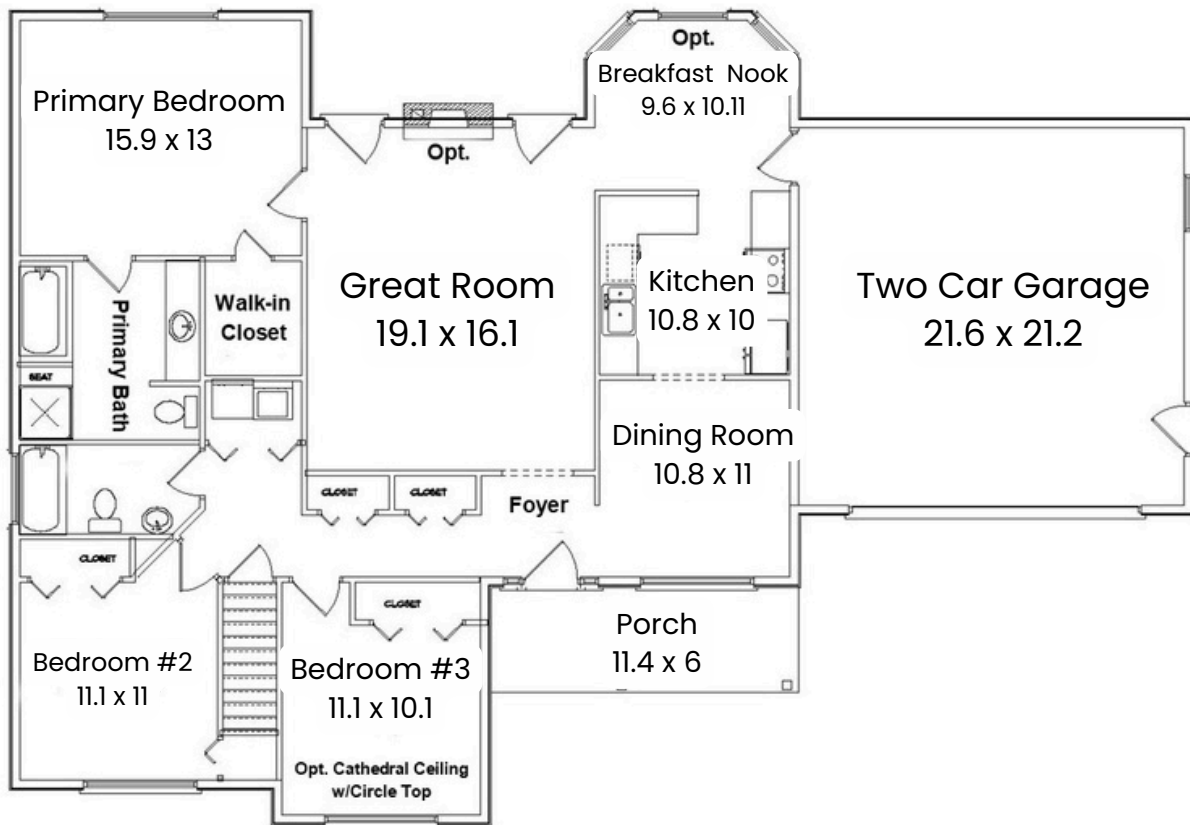 Opt.
Breakfast Nook
9.6 x 10.11
Primary Bedroom
15.9 x 13
Opt.
Great Room
19.1 x 16.1
Kitchen
10.8 x 10
Two Car Garage
21.6 x 21.2
Walk-in
Closet
Primary Bath
SEAT
Dining Room
10.8 x 11
CLOSET
CLOSET
Foyer
CLOSET
CLOSET
Bedroom #2
11.1 x 11
Bedroom #3
11.1 x 10.1
Porch
11.4 x 6
Opt. Cathedral Ceiling
w/Circle Top